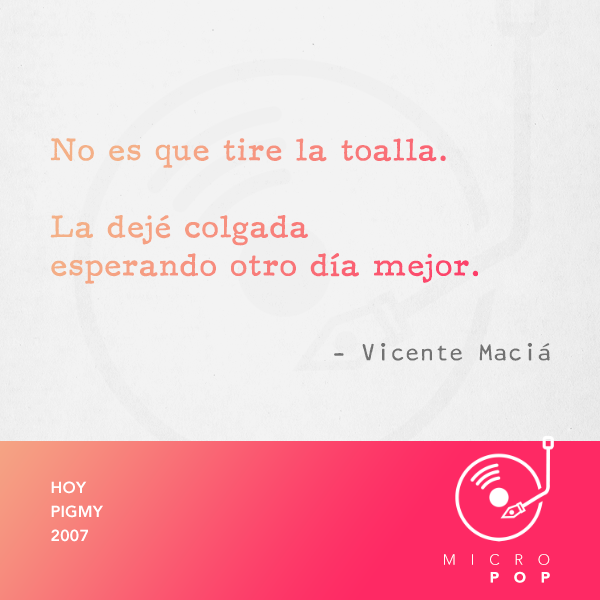 No es que tire la toalla.
La dejé colgada
esperando otro día mejor.
– Vicente Maciá
HOY
PIGMY
2007
MICRO
POP